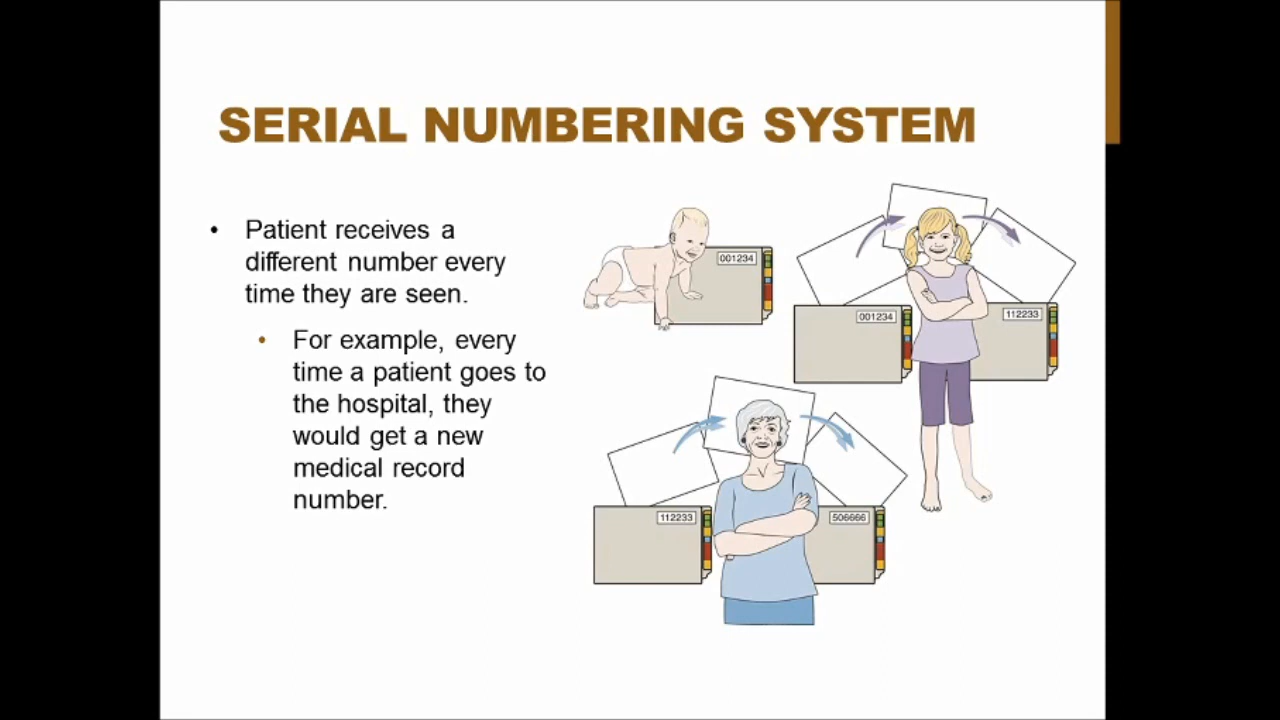 SERIAL NUMBERING SYSTEM
• Patient receives a
different number every
time they are seen.
• For example, every
time a patient goes to
the hospital, they
would get a new
medical record
number.
001234
001234
112233
112233
506666